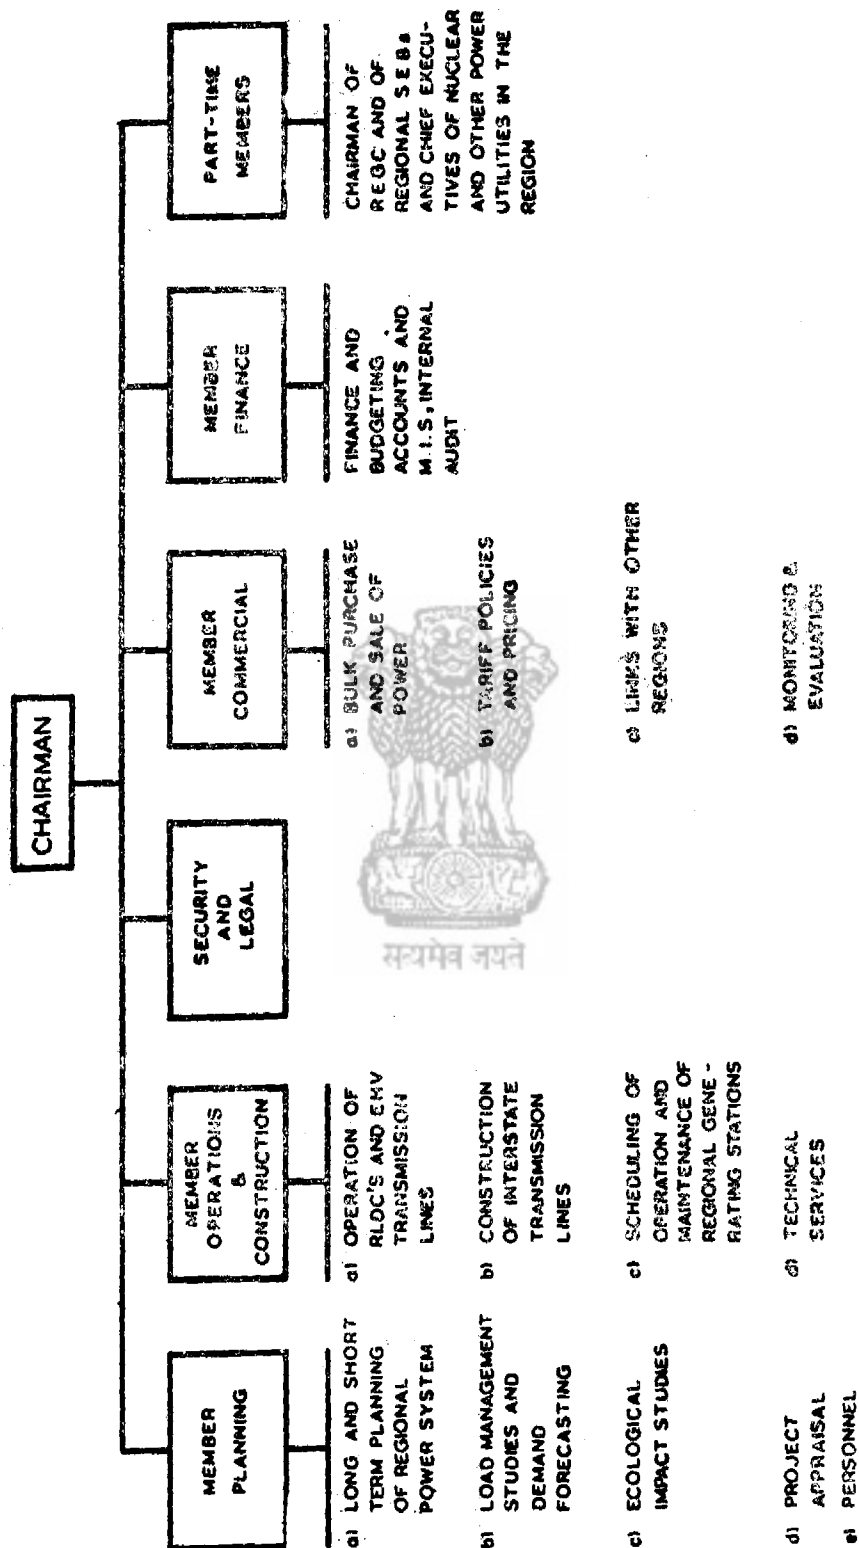 CHAIRMAN
MEMBER
PLANNING
a) LONG AND SHORT
TERM PLANNING
OF REGIONAL
POWER SYSTEM
b) LOAD MANAGEMENT
STUDIES AND
DEMAND
FORECASTING
c) ECOLOGICAL
IMPACT STUDIES
d) PROJECT
APPRAISAL
e) PERSONNEL
MEMBER
OPERATIONS
&
CONSTRUCTION
a) OPERATION OF
RLDC'S AND EHV
TRANSMISSION
LINES
b) CONSTRUCTION
OF INTERSTATE
TRANSMISSION
LINES
c) SCHEDULING OF
OPERATION AND
MAINTENANCE OF
REGIONAL GENE-
RATING STATIONS
d) TECHNICAL
SERVICES
SECURITY
AND
LEGAL
MEMBER
COMMERCIAL
a) BULK PURCHASE
AND SALE OF
POWER
b) TARIFF POLICIES
AND PRICING
c) LINKS WITH OTHER
REGIONS
d) MONITORING &
EVALUATION
MEMBER
FINANCE
FINANCE AND
BUDGETING
ACCOUNTS AND
M.I.S, INTERNAL
AUDIT
PART-TIME
MEMBERS
CHAIRMAN OF
REGC AND OF
REGIONAL SEBs
AND CHIEF EXECU-
TIVES OF NUCLEAR
AND OTHER POWER
UTILITIES IN THE
REGION
सत्यमेव जयते